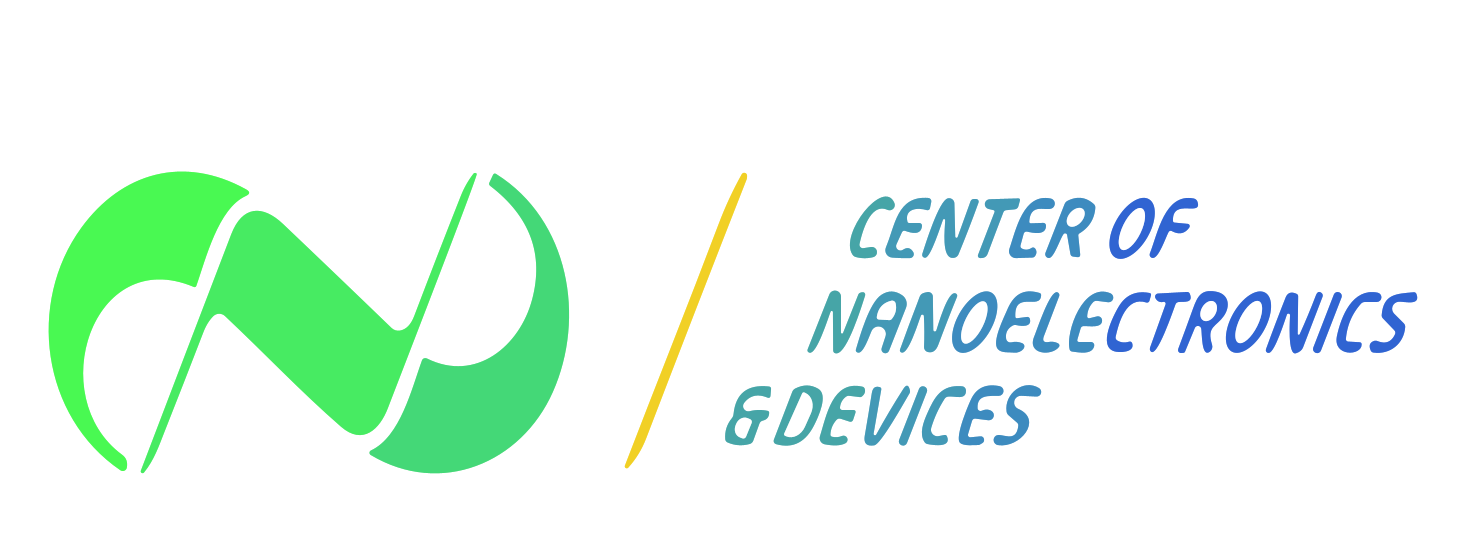 CENTER OF
NANOELECTRONICS
& DEVICES